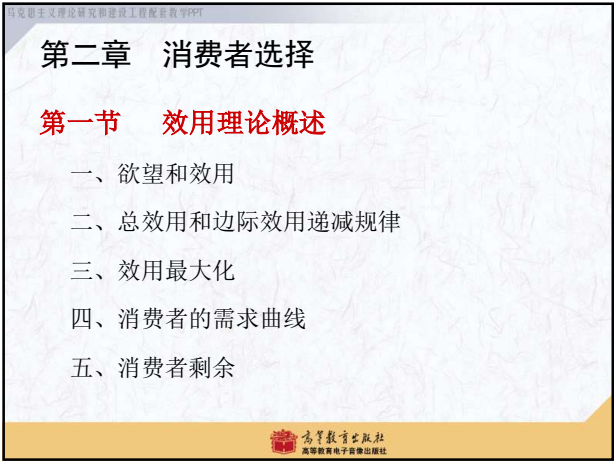 马克思主义理论研究和建设工程配套教学PPT
第二章 消费者选择
第一节 效用理论概述
一、欲望和效用
二、总效用和边际效用递减规律
三、效用最大化
四、消费者的需求曲线
五、消费者剩余
高等教育出版社
高等教育电子音像出版社